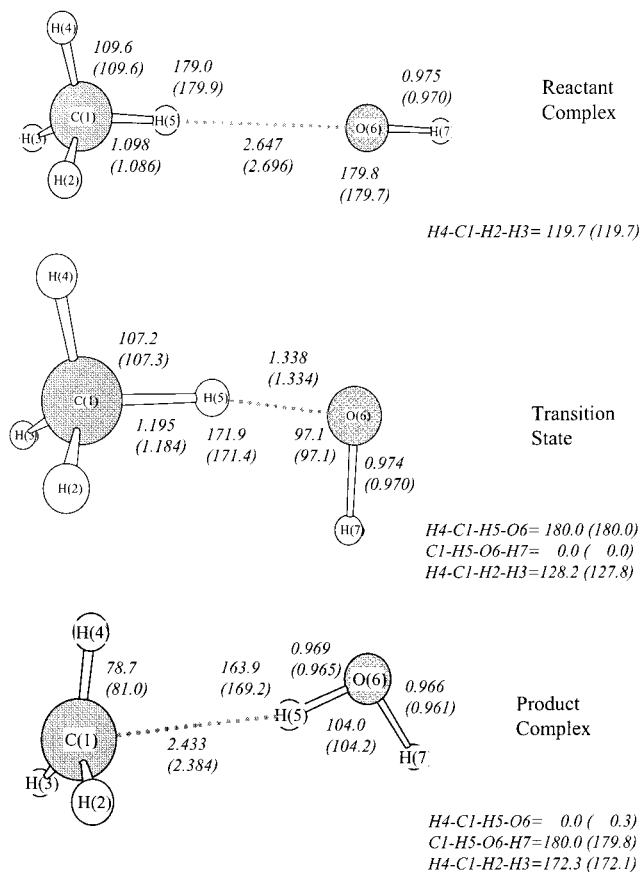 H(4)
109.6
(109.6)
179.0
(179.9)
0.975
(0.970)
Reactant
Complex
C(1)
H(5)
O(6)
H(7)
H(3)
1.098
(1.086)
2.647
(2.696)
H(2)
179.8
(179.7)
H4-C1-H2-H3= 119.7 (119.7)
H(4)
107.2
(107.3)
1.338
(1.334)
C(1)
H(5)
O(6)
Transition
State
H(3)
1.195
(1.184)
171.9
(171.4)
97.1
(97.1)
0.974
(0.970)
H(2)
H(7)
H4-C1-H5-O6= 180.0 (180.0)
C1-H5-O6-H7= 0.0 ( 0.0)
H4-C1-H2-H3=128.2 (127.8)
H(4)
78.7
(81.0)
163.9
(169.2)
0.969
(0.965)
O(6)
0.966
(0.961)
Product
Complex
C(1)
H(5)
2.433
(2.384)
104.0
(104.2)
H(7)
H(3)
H(2)
H4-C1-H5-O6= 0.0 ( 0.3)
C1-H5-O6-H7=180.0 (179.8)
H4-C1-H2-H3=172.3 (172.1)